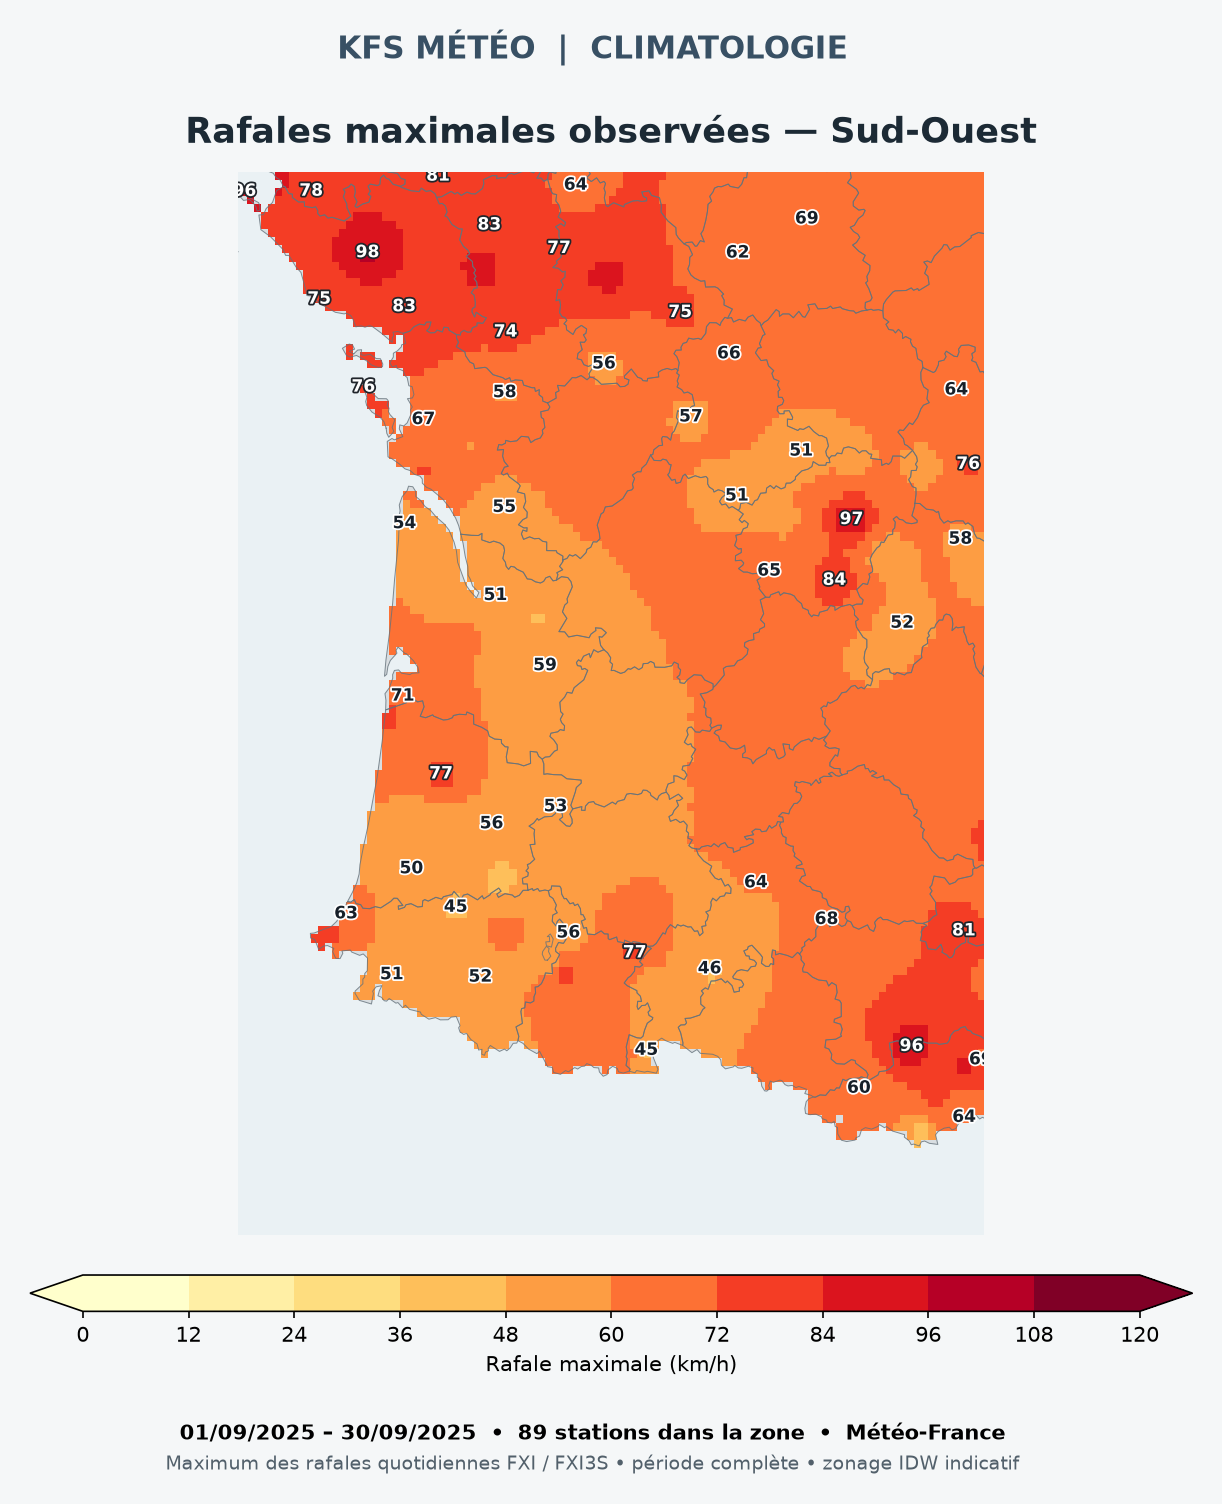 KFS MÉTÉO | CLIMATOLOGIE
Rafales maximales observées — Sud-Ouest
96 78 81 64
83 69
98 77 62
75 83 75
74 66
56
76 58 64
67 57
51 76
55 51
54 97 58
65 84
51 52
59
71
77
53
56
50 64
45
63 56 68 81
51 52 77 46
45 96
60 69
64
0 12 24 36 48 60 72 84 96 108 120
Rafale maximale (km/h)
01/09/2025 – 30/09/2025 • 89 stations dans la zone • Météo-France
Maximum des rafales quotidiennes FXI / FXI3S • période complète • zonage IDW indicatif